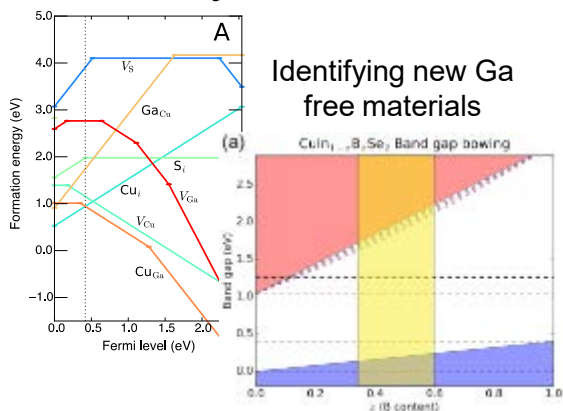 A
5.0
4.0
3.0
2.0
1.0
0.0
−1.0
0.0
0.5
1.0
1.5
2.0
Formation energy (eV)
Fermi level (eV)
V_S
Ga_Cu
S_i
Cu_i
V_Ga
V_Cu
Cu_Ga
Identifying new Ga
free materials
(a)
CuIn₁₋ₓBₓSe₂ Band gap bowing
2.5
2.0
1.5
1.0
0.5
0.0
0.0
0.2
0.4
0.6
0.8
1.0
Band gap (eV)
(B content)